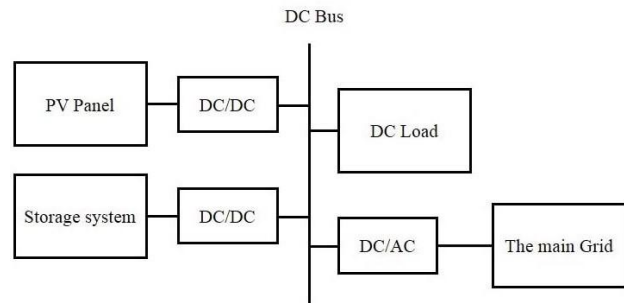 DC Bus
PV Panel
DC/DC
DC Load
Storage system
DC/DC
DC/AC
The main Grid